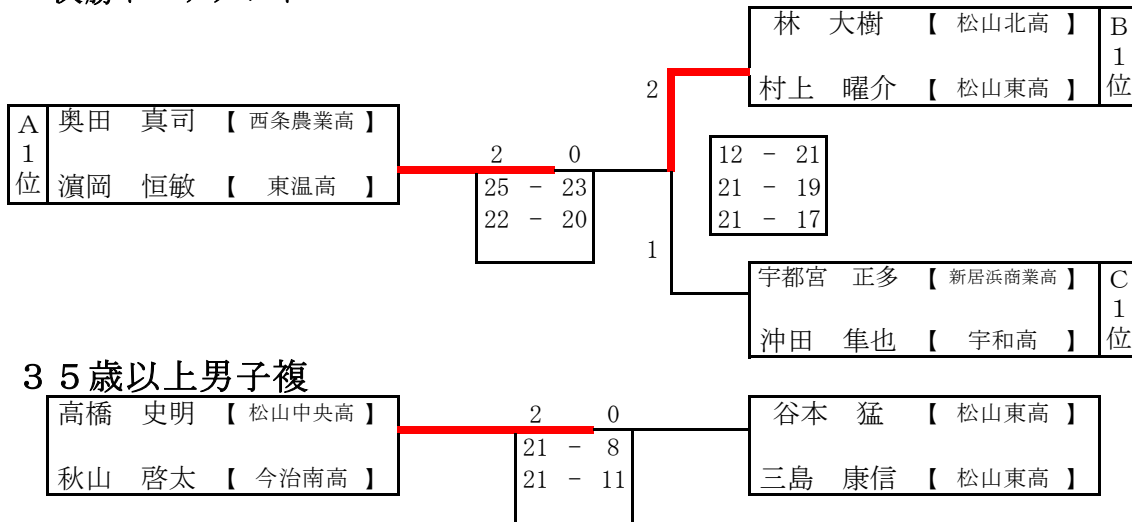 林 大樹 【 松山北高 】
村上 曜介 【 松山東高 】
B1位
2
A1位
奥田 真司 【 西条農業高 】
濵岡 恒敏 【 東温高 】
2 0
25 - 23
22 - 20
12 - 21
21 - 19
21 - 17
1
宇都宮 正多 【 新居浜商業高 】
沖田 隼也 【 宇和高 】
C1位
35歳以上男子複
高橋 史明 【 松山中央高 】
秋山 啓太 【 今治南高 】
2 0
21 - 8
21 - 11
谷本 猛 【 松山東高 】
三島 康信 【 松山東高 】